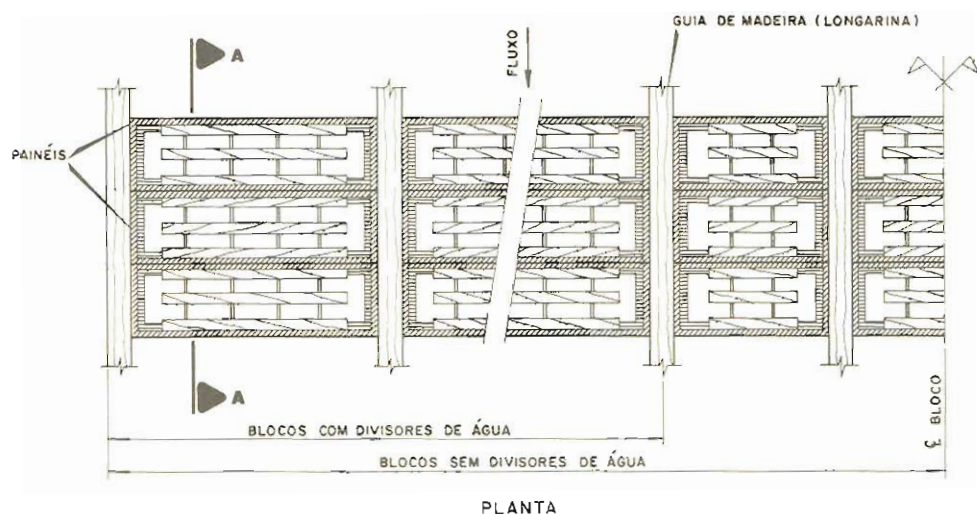 GUIA DE MADEIRA (LONGARINA)
A
FLUXO
PAINÉIS
A
BLOCOS COM DIVISORES DE ÁGUA
BLOCOS SEM DIVISORES DE ÁGUA
℄ BLOCO
PLANTA